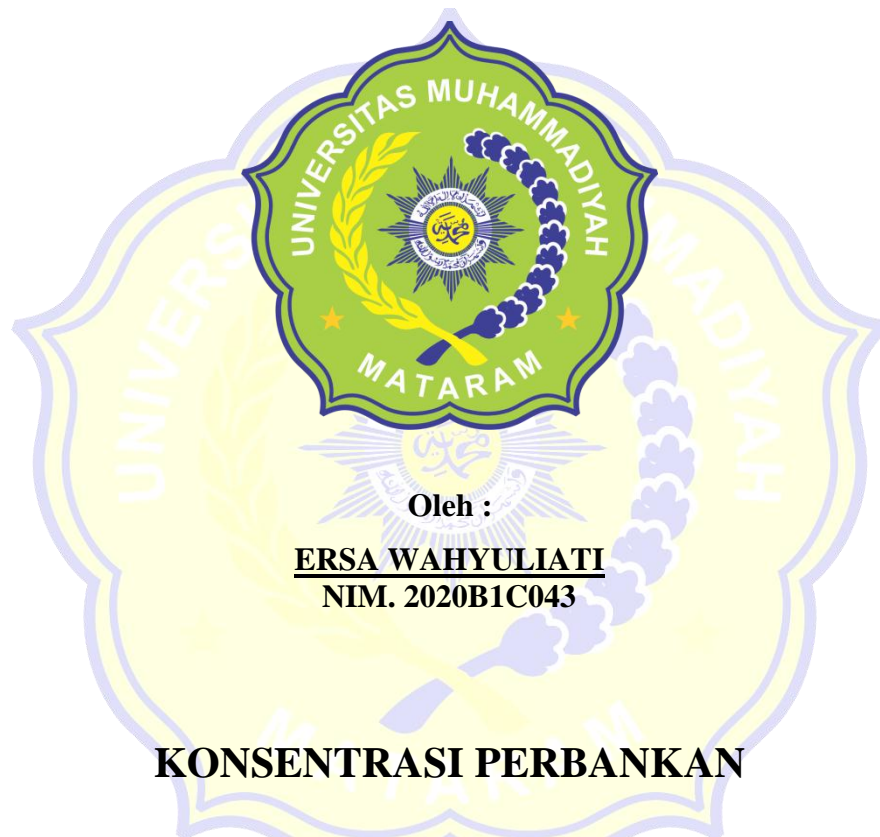 UNIVERSITAS MUHAMMADIYAH
MATARAM
Oleh :
ERSA WAHYULIATI
NIM. 2020B1C043
KONSENTRASI PERBANKAN